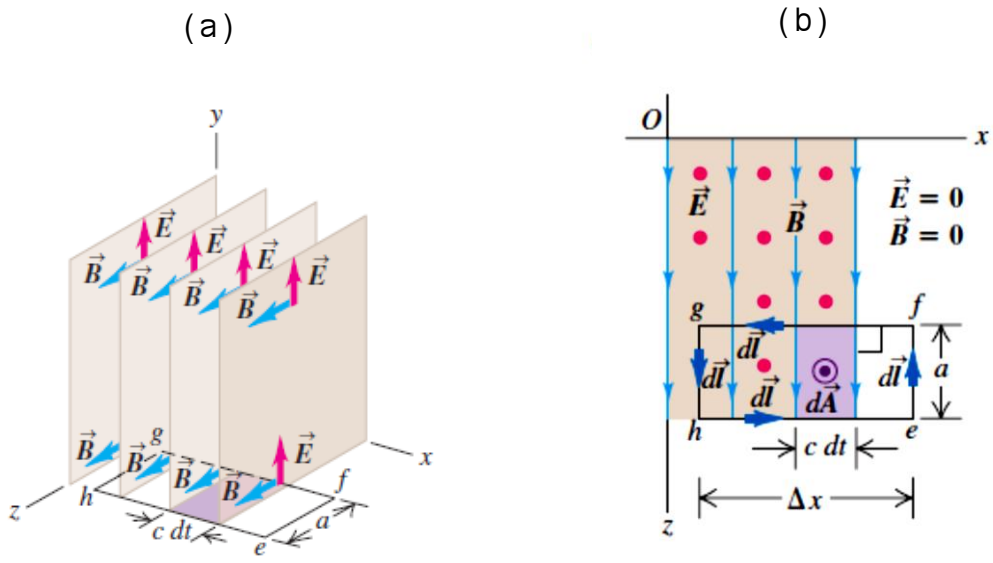 (a)
(b)
y
E⃗
E⃗
E⃗
E⃗
B⃗
B⃗
B⃗
B⃗
B⃗
B⃗
B⃗
B⃗
E⃗
g
h
f
e
a
c dt
x
z
O
x
E⃗
B⃗
E⃗ = 0
B⃗ = 0
g
f
dl⃗
dl⃗
dl⃗
dl⃗
dA⃗
a
h
e
c dt
Δx
z